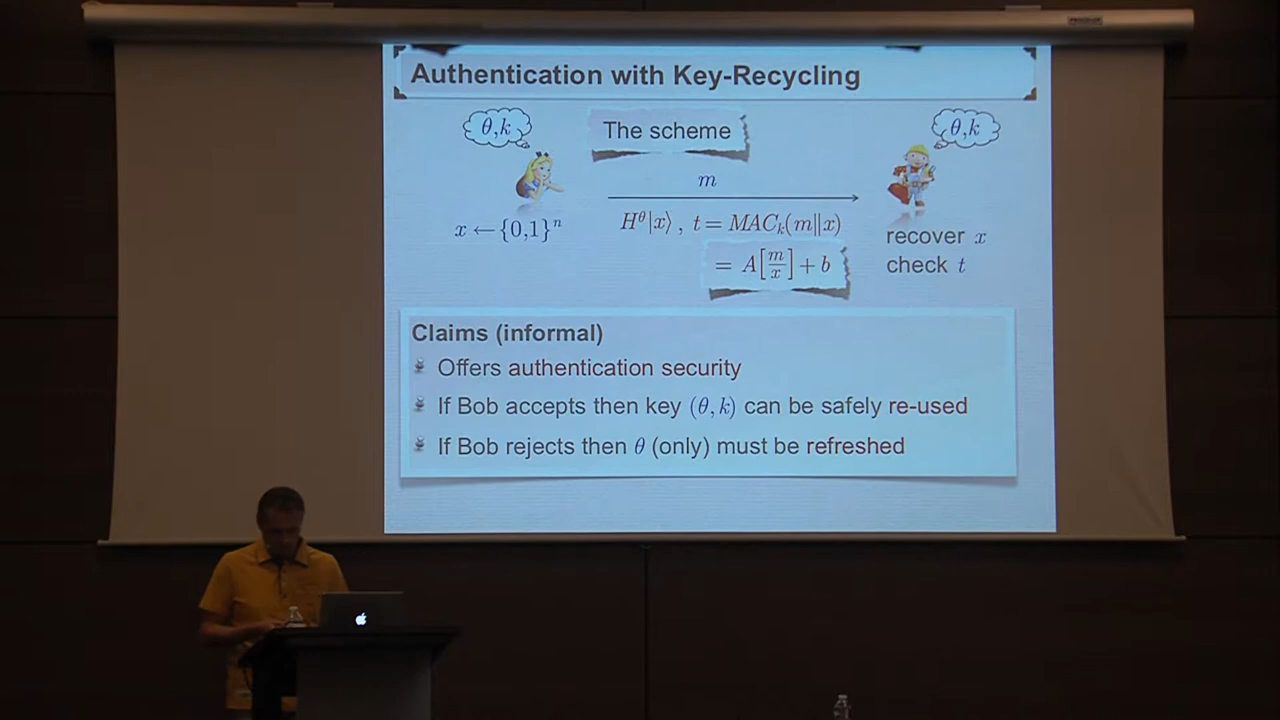 Authentication with Key-Recycling
θ,k
The scheme
θ,k
m
x ← {0,1}ⁿ
H^θ|x⟩ , t = MACₖ(m‖x)
= A[m/x] + b
recover x
check t
Claims (informal)
Offers authentication security
If Bob accepts then key (θ, k) can be safely re-used
If Bob rejects then θ (only) must be refreshed